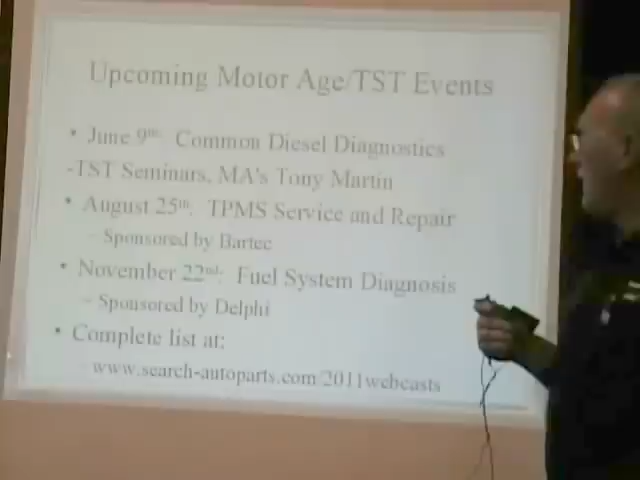 Upcoming Motor Age/TST Events
• June 9th: Common Diesel Diagnostics
-TST Seminars, MA's Tony Martin
• August 25th: TPMS Service and Repair
– Sponsored by Bartec
• November 22nd: Fuel System Diagnosis
– Sponsored by Delphi
• Complete list at:
– www.search-autoparts.com/2011webcasts